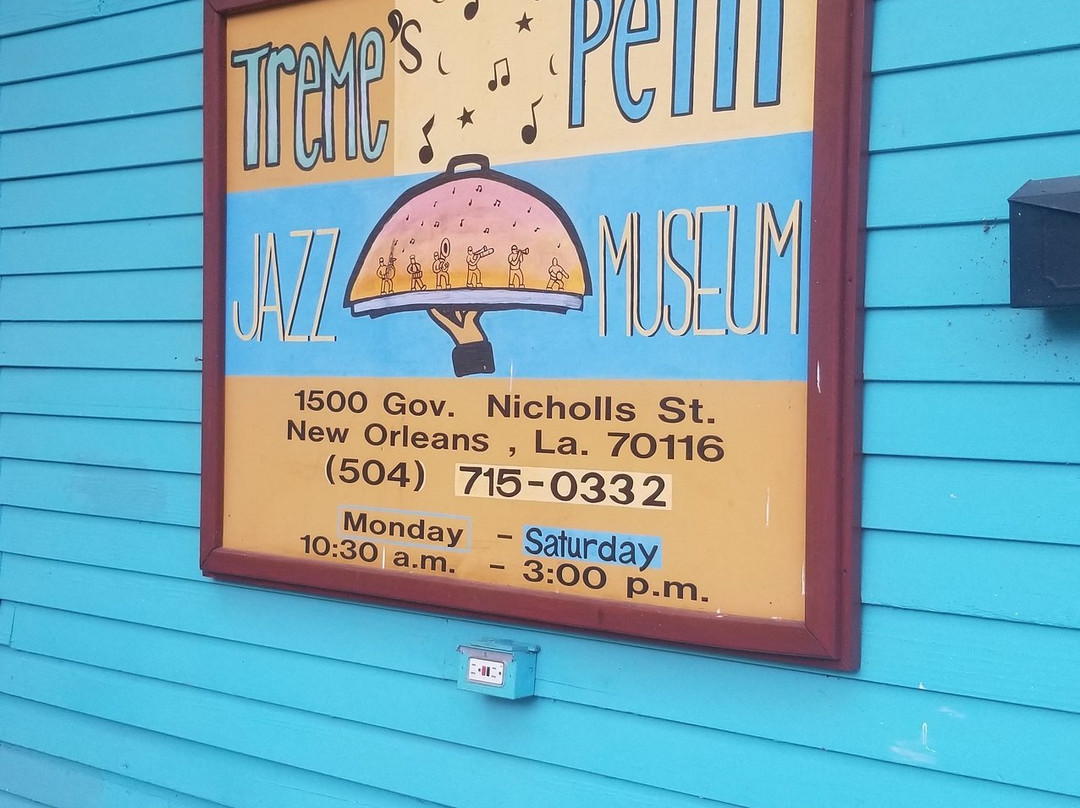 Treme's Petit
JAZZ MUSEUM
1500 Gov. Nicholls St.
New Orleans , La. 70116
(504) 715-0332
Monday - Saturday
10:30 a.m. - 3:00 p.m.